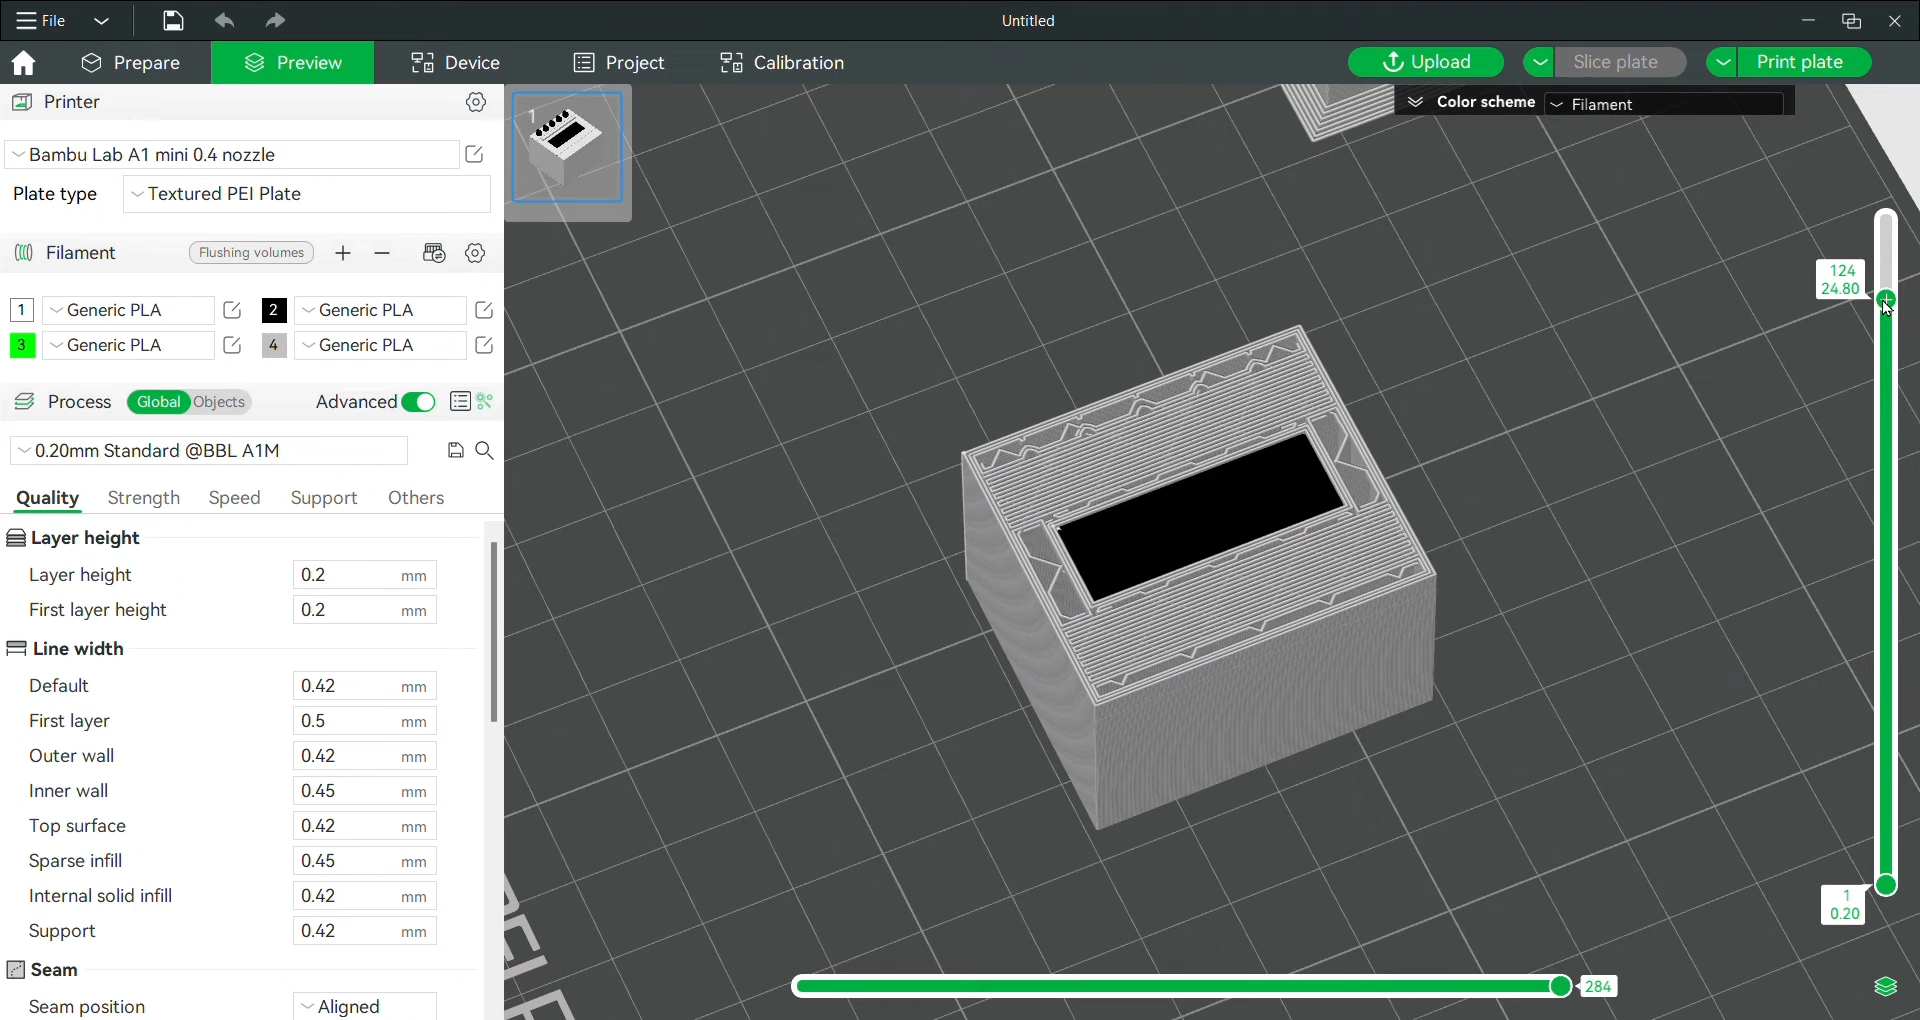 File
Untitled
Prepare
Preview
Device
Project
Calibration
Upload
Slice plate
Print plate
Printer
Bambu Lab A1 mini 0.4 nozzle
Plate type
Textured PEI Plate
Filament
Flushing volumes
1 Generic PLA
2 Generic PLA
3 Generic PLA
4 Generic PLA
Process
Global
Objects
Advanced
0.20mm Standard @BBL A1M
Quality
Strength
Speed
Support
Others
Layer height
Layer height 0.2 mm
First layer height 0.2 mm
Line width
Default 0.42 mm
First layer 0.5 mm
Outer wall 0.42 mm
Inner wall 0.45 mm
Top surface 0.42 mm
Sparse infill 0.45 mm
Internal solid infill 0.42 mm
Support 0.42 mm
Seam
Seam position Aligned
1
Color scheme
Filament
124
24.80
1
0.20
284